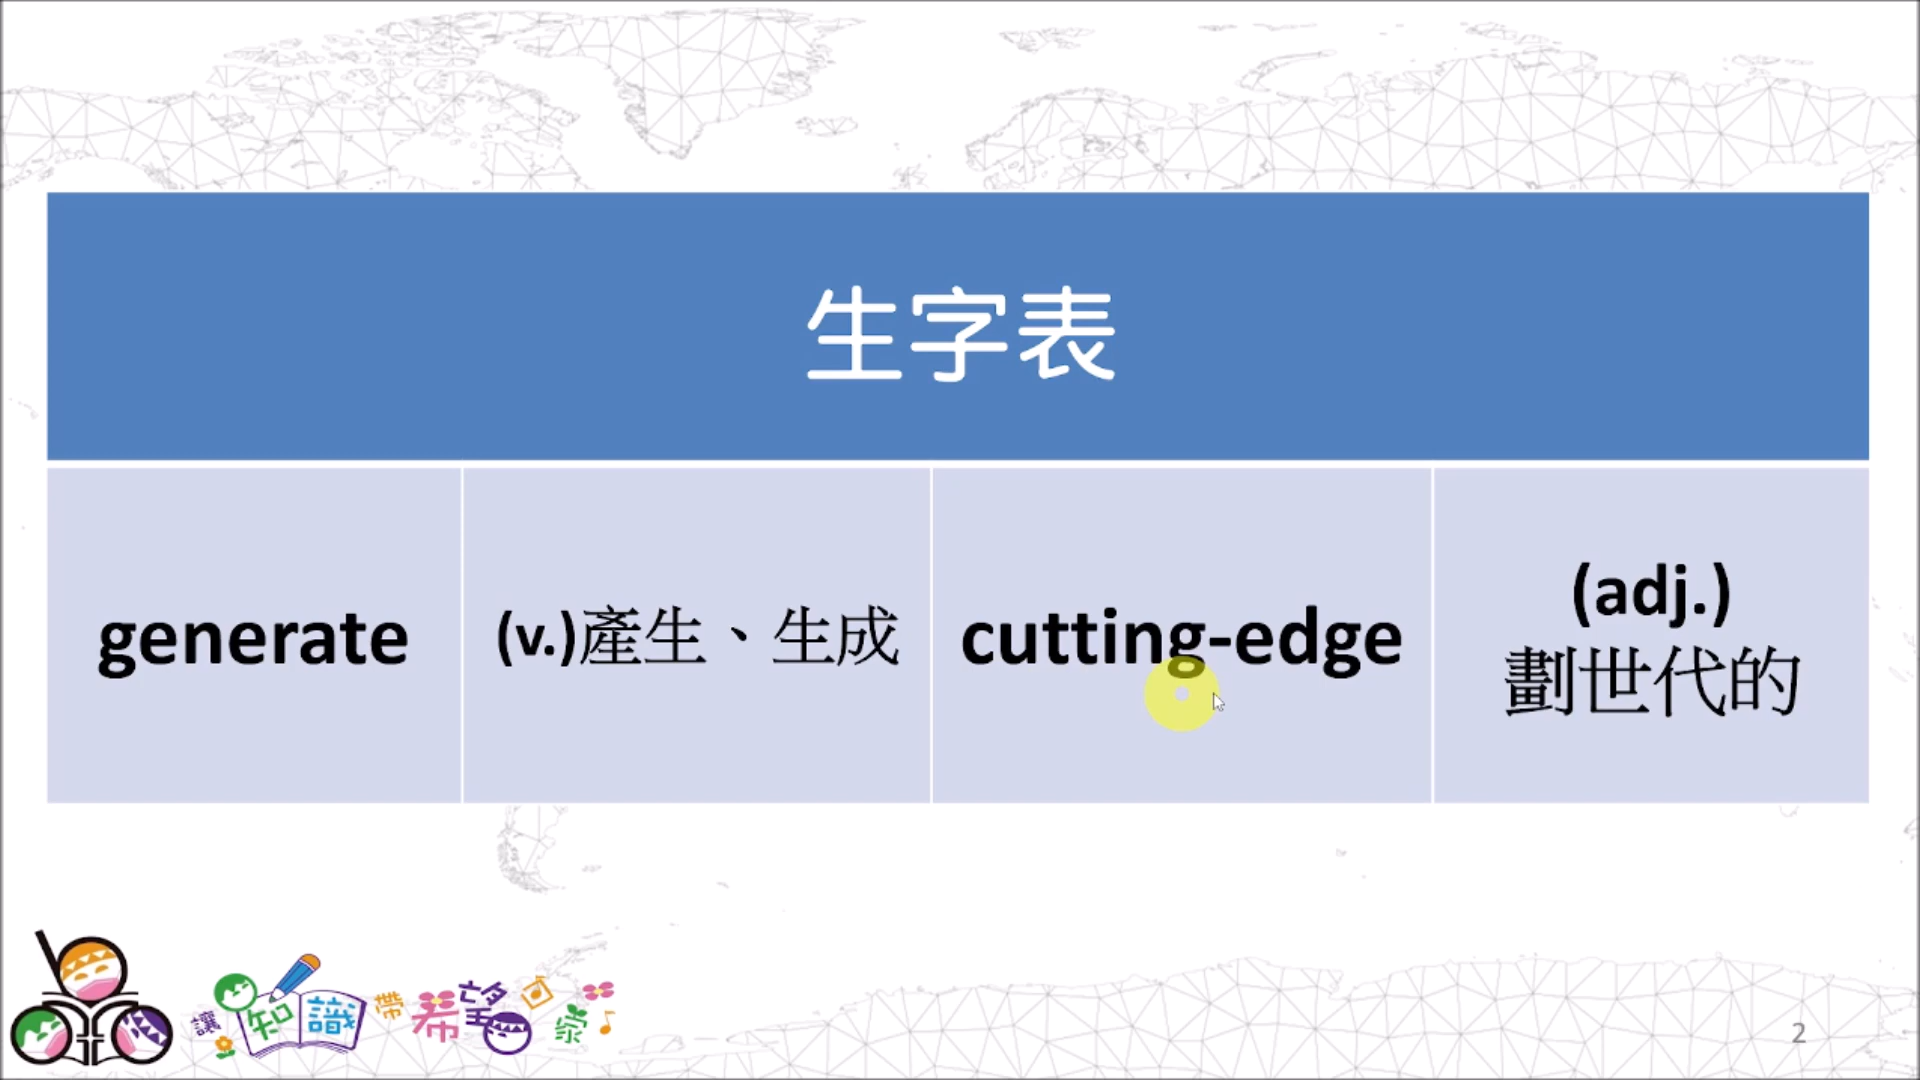 生字表
generate
(v.)產生、生成
cutting-edge
(adj.)
劃世代的
讓知識帶希望回家
2